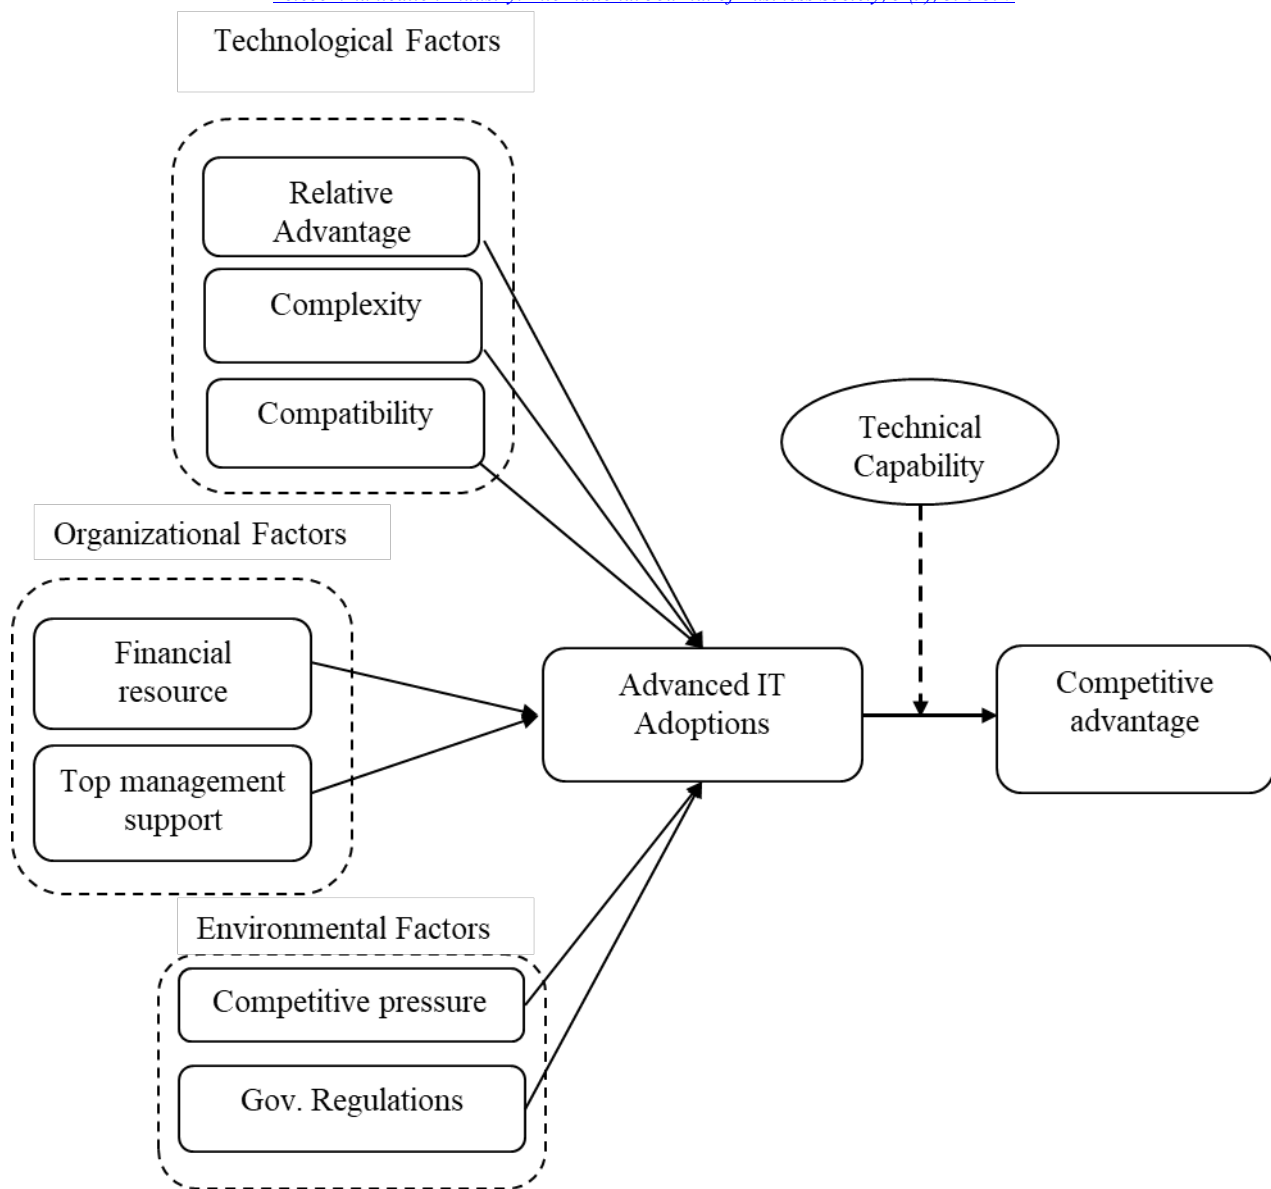 Technological Factors
Relative
Advantage
Complexity
Compatibility
Technical
Capability
Organizational Factors
Financial
resource
Top management
support
Advanced IT
Adoptions
Competitive
advantage
Environmental Factors
Competitive pressure
Gov. Regulations